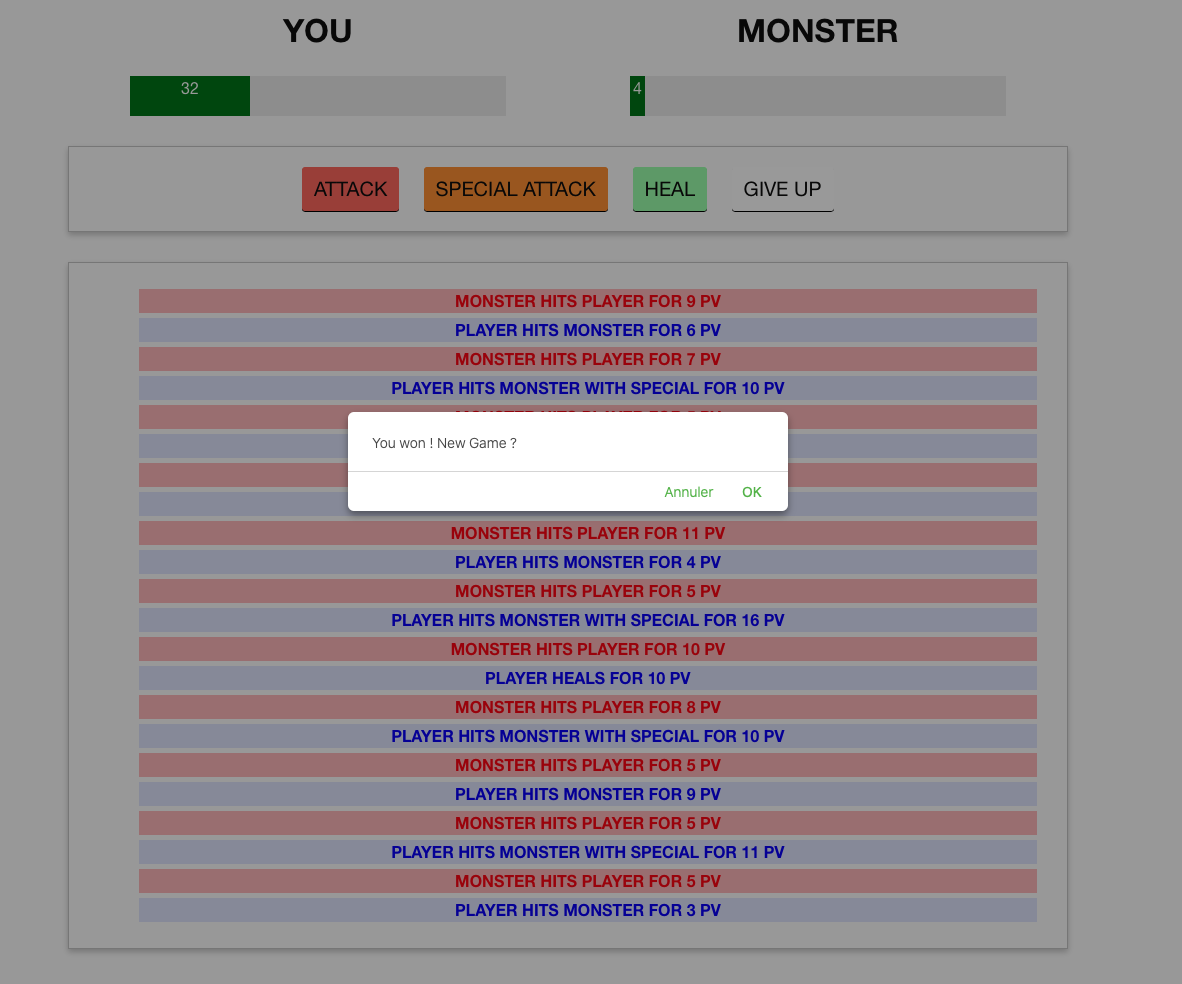 YOU
MONSTER
32
4
ATTACK
SPECIAL ATTACK
HEAL
GIVE UP
MONSTER HITS PLAYER FOR 9 PV
PLAYER HITS MONSTER FOR 6 PV
MONSTER HITS PLAYER FOR 7 PV
PLAYER HITS MONSTER WITH SPECIAL FOR 10 PV
You won ! New Game ?
Annuler
OK
MONSTER HITS PLAYER FOR 11 PV
PLAYER HITS MONSTER FOR 4 PV
MONSTER HITS PLAYER FOR 5 PV
PLAYER HITS MONSTER WITH SPECIAL FOR 16 PV
MONSTER HITS PLAYER FOR 10 PV
PLAYER HEALS FOR 10 PV
MONSTER HITS PLAYER FOR 8 PV
PLAYER HITS MONSTER WITH SPECIAL FOR 10 PV
MONSTER HITS PLAYER FOR 5 PV
PLAYER HITS MONSTER FOR 9 PV
MONSTER HITS PLAYER FOR 5 PV
PLAYER HITS MONSTER WITH SPECIAL FOR 11 PV
MONSTER HITS PLAYER FOR 5 PV
PLAYER HITS MONSTER FOR 3 PV